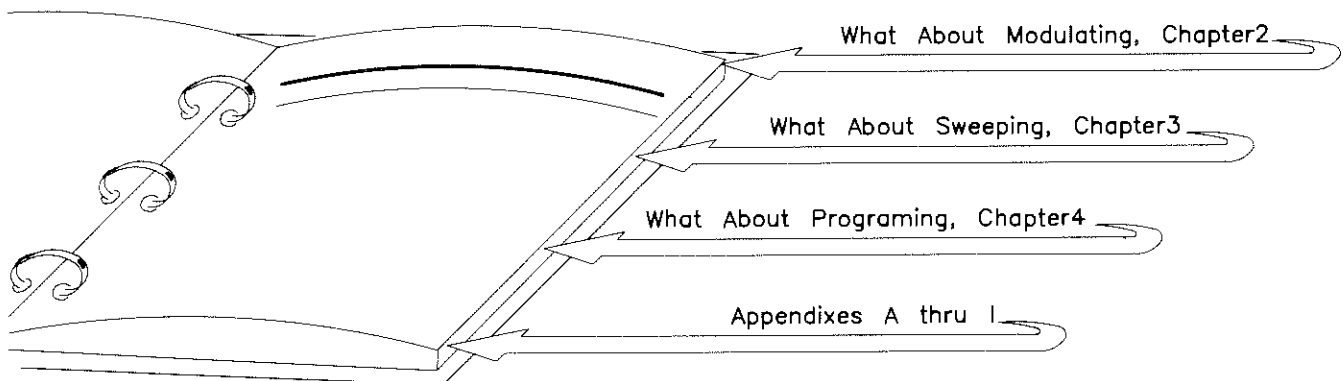 What About Modulating, Chapter2
What About Sweeping, Chapter3
What About Programing, Chapter4
Appendixes A thru I